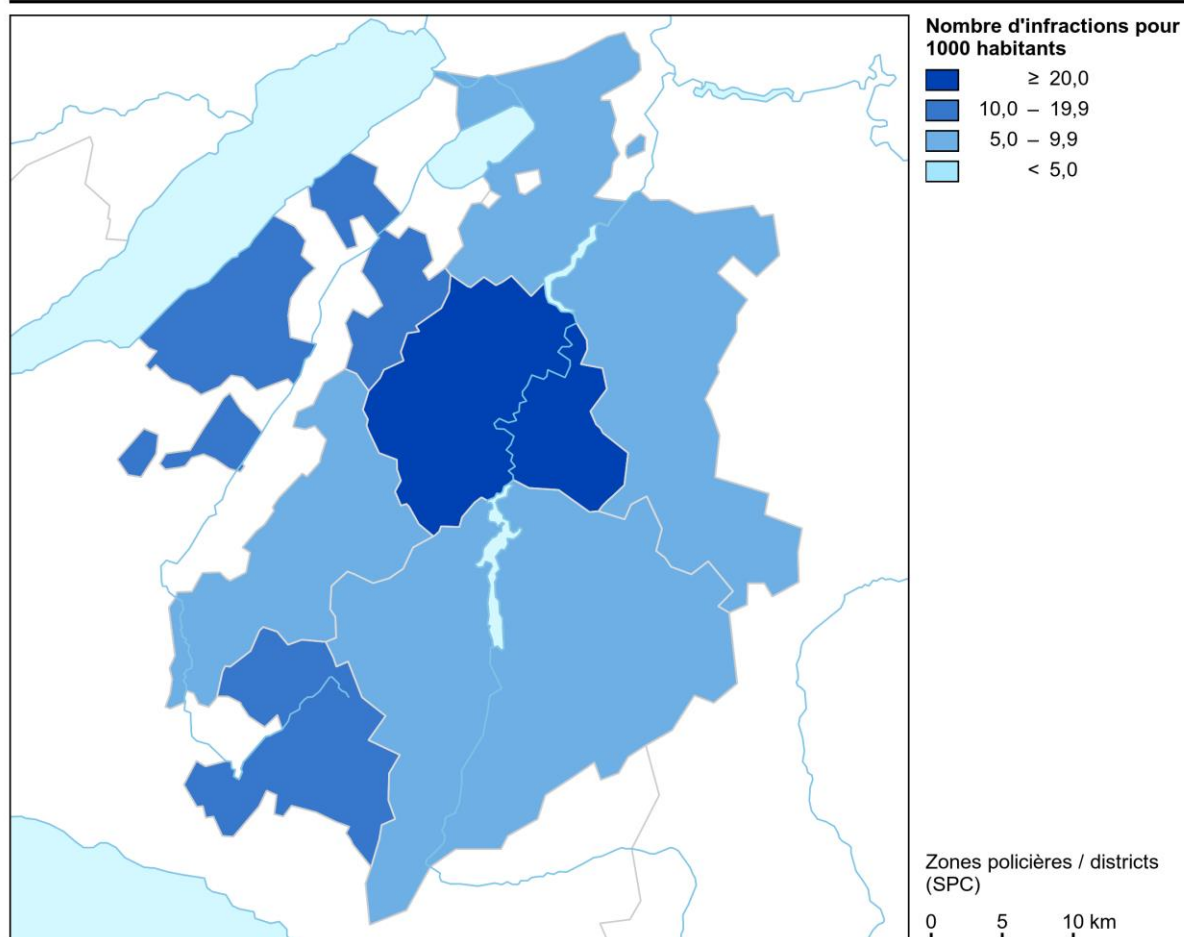 Nombre d'infractions pour
1000 habitants
≥ 20,0
10,0 – 19,9
5,0 – 9,9
< 5,0
Zones policières / districts
(SPC)
0 5 10 km